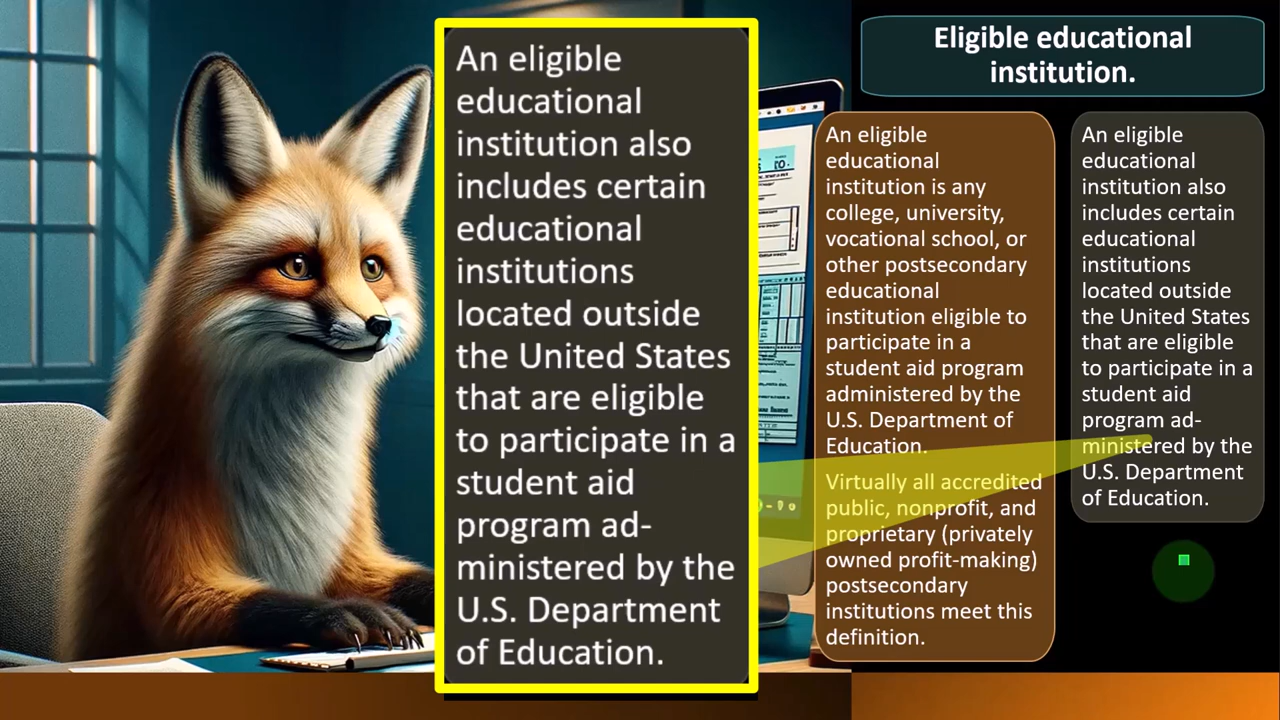 An eligible
educational
institution also
includes certain
educational
institutions
located outside
the United States
that are eligible
to participate in a
student aid
program ad-
ministered by the
U.S. Department
of Education.
Eligible educational
institution.
An eligible
educational
institution is any
college, university,
vocational school, or
other postsecondary
educational
institution eligible to
participate in a
student aid program
administered by the
U.S. Department of
Education.
Virtually all accredited
public, nonprofit, and
proprietary (privately
owned profit-making)
postsecondary
institutions meet this
definition.
An eligible
educational
institution also
includes certain
educational
institutions
located outside
the United States
that are eligible
to participate in a
student aid
program ad-
ministered by the
U.S. Department
of Education.